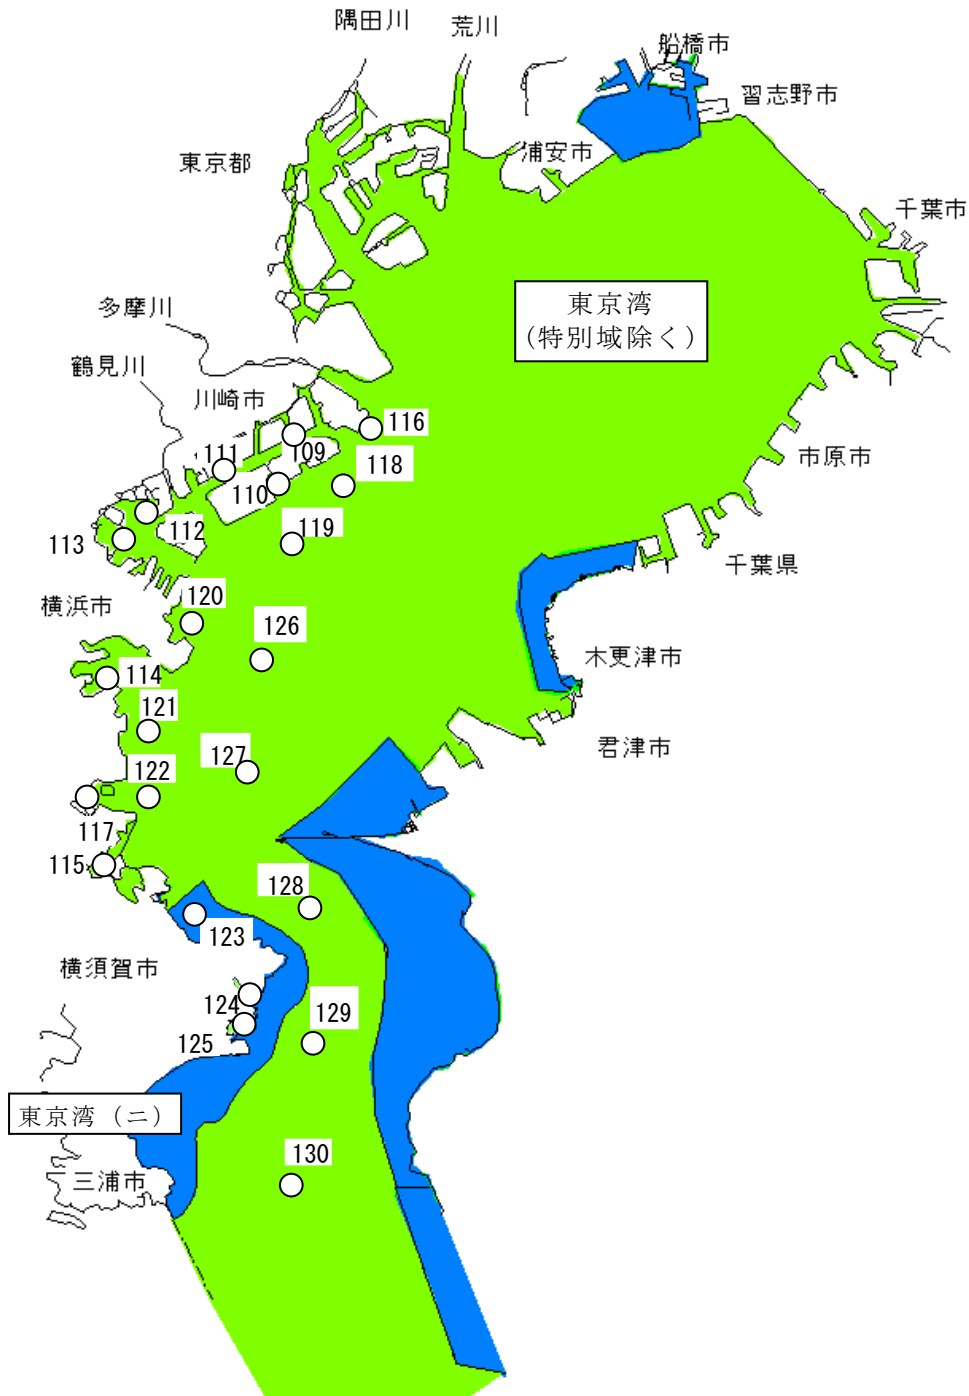 隅田川
荒川
船橋市
習志野市
浦安市
東京都
千葉市
多摩川
東京湾
(特別域除く)
鶴見川
川崎市
116
109
市原市
111
118
110
119
112
113
千葉県
横浜市
120
126
木更津市
114
121
君津市
127
122
117
115
128
123
横須賀市
124
129
125
東京湾（二）
130
三浦市